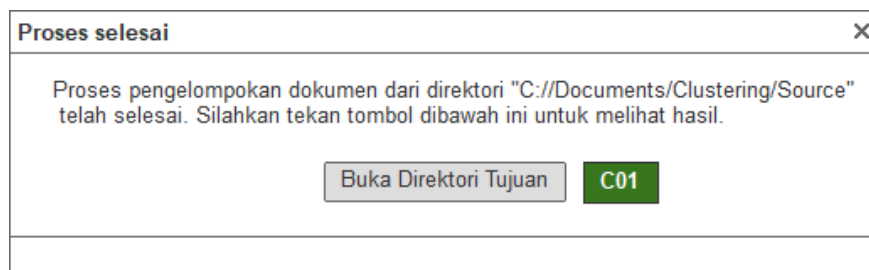 Proses selesai
Proses pengelompokan dokumen dari direktori "C://Documents/Clustering/Source"
telah selesai. Silahkan tekan tombol dibawah ini untuk melihat hasil.
Buka Direktori Tujuan C01